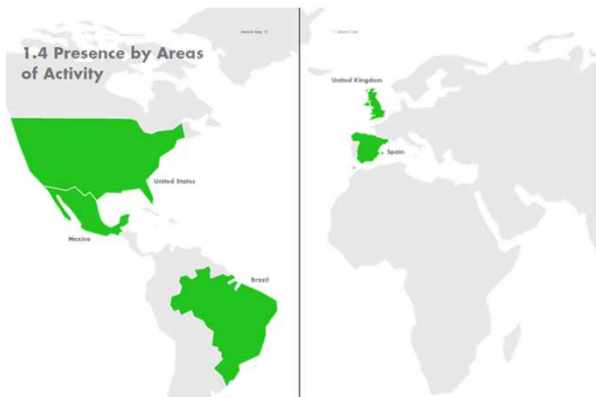 1.4 Presence by Areas
of Activity
United States
Mexico
Brazil
United Kingdom
Spain